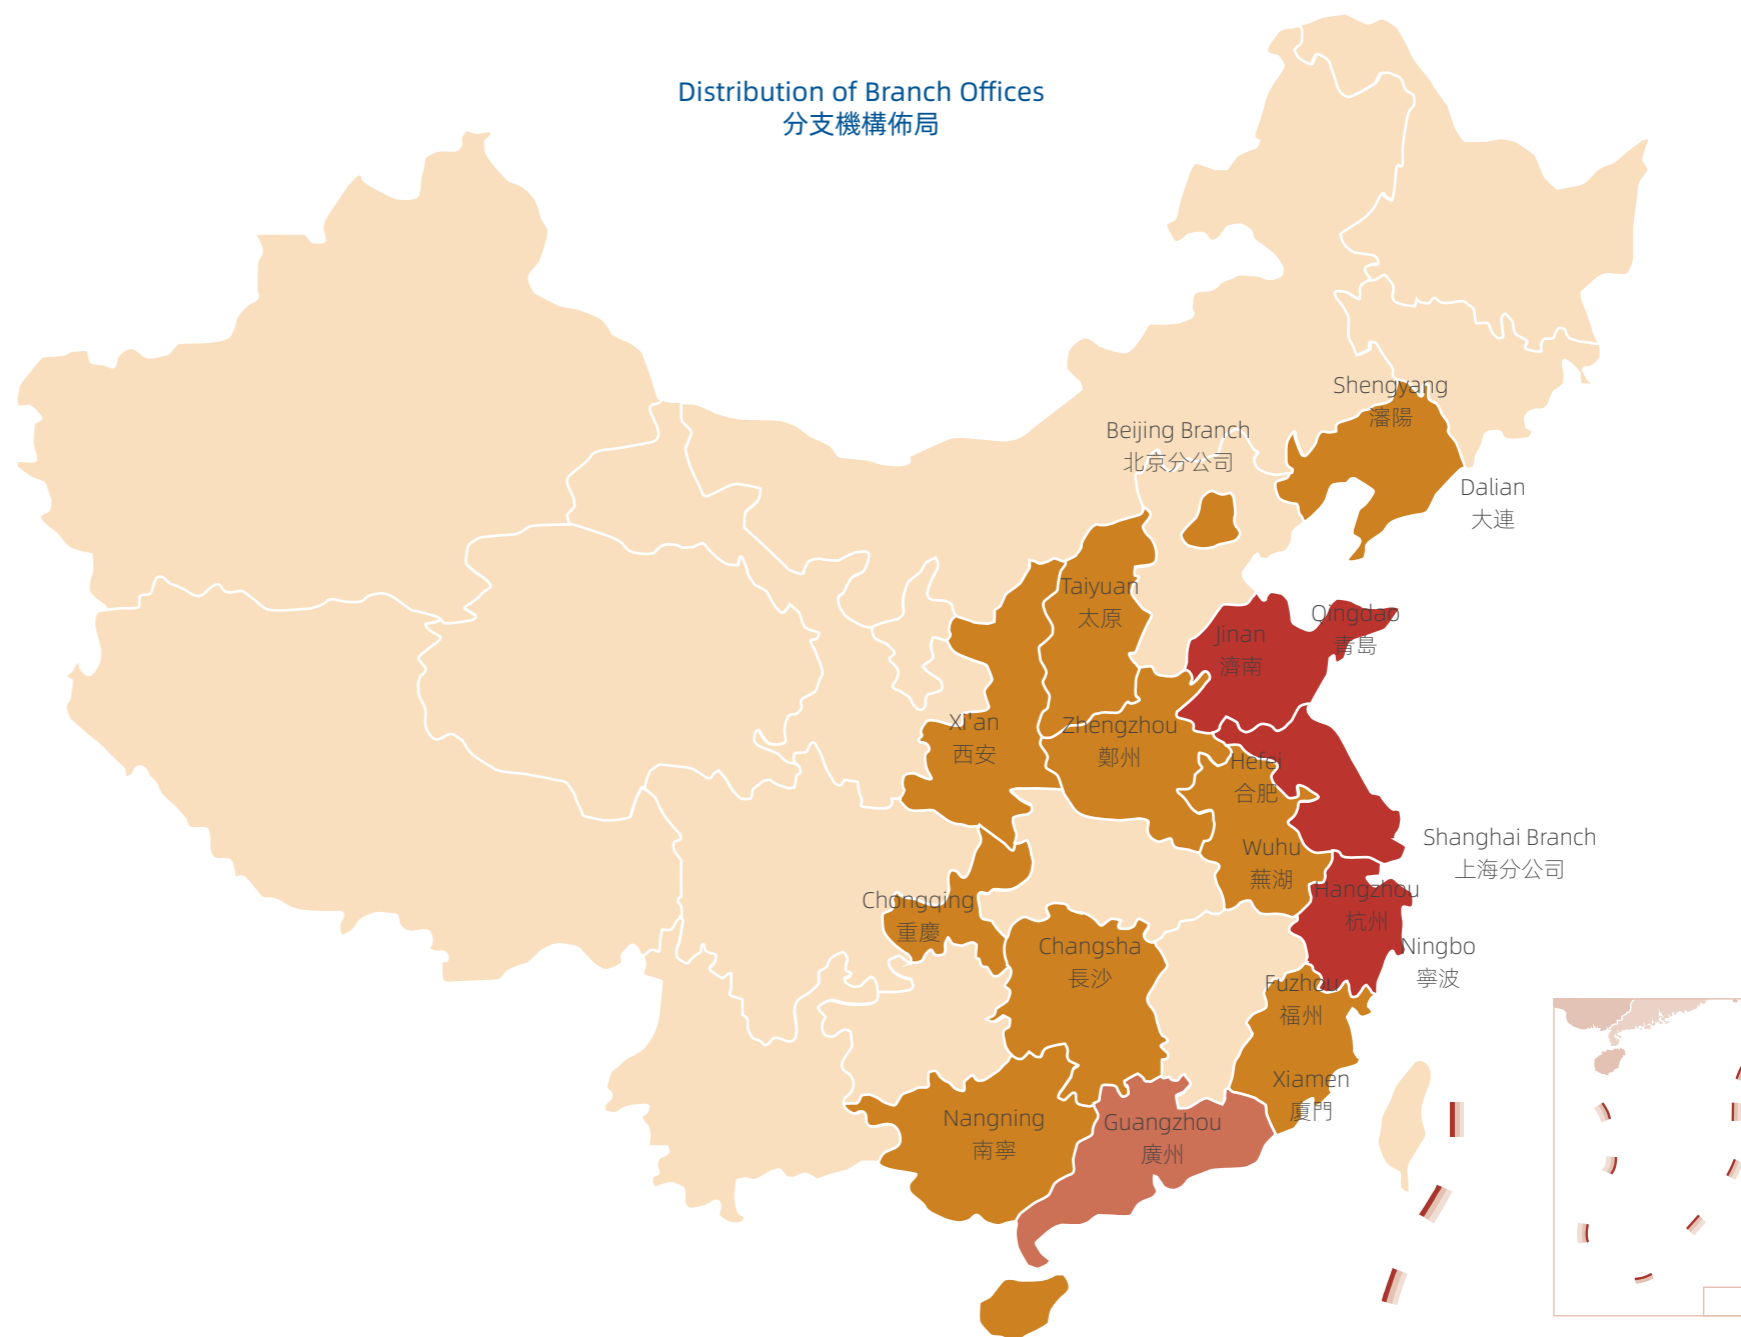 Distribution of Branch Offices
分支機構佈局
Shengyang
瀋陽
Beijing Branch
北京分公司
Dalian
大連
Taiyuan
太原
Qingdao
青島
Jinan
濟南
Xi'an
西安
Zhengzhou
鄭州
Hefei
合肥
Shanghai Branch
上海分公司
Wuhu
蕪湖
Hangzhou
杭州
Chongqing
重慶
Changsha
長沙
Ningbo
寧波
Fuzhou
福州
Xiamen
廈門
Nangning
南寧
Guangzhou
廣州